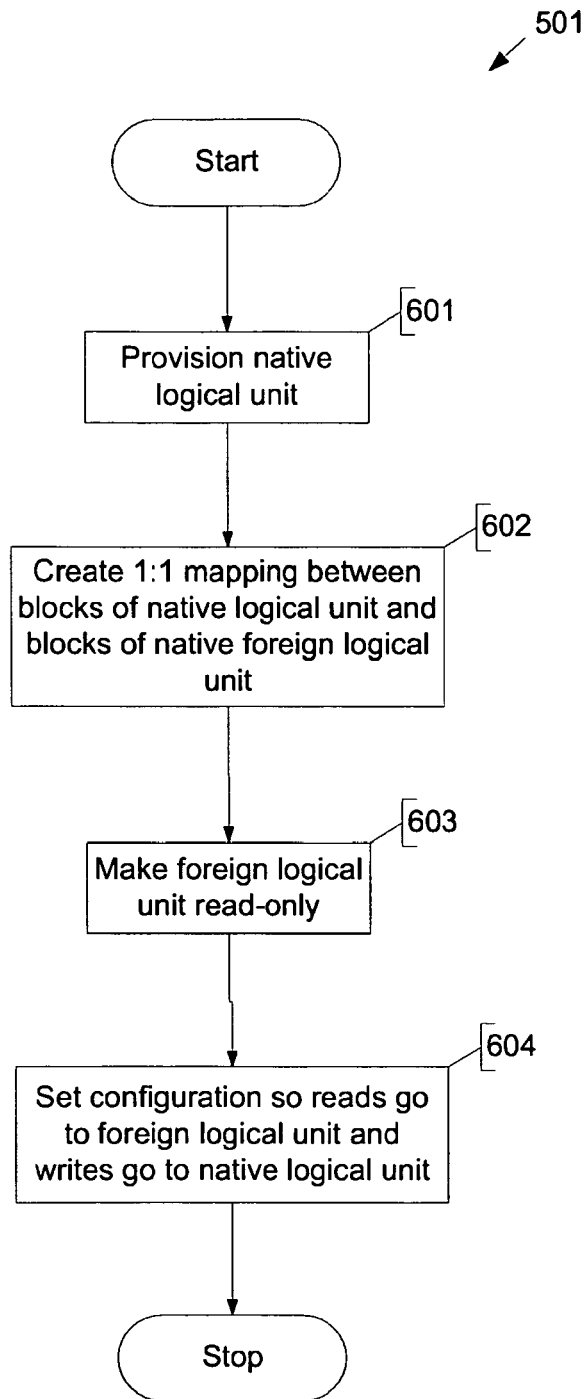 501
Start
601
Provision native
logical unit
602
Create 1:1 mapping between
blocks of native logical unit and
blocks of native foreign logical
unit
603
Make foreign logical
unit read-only
604
Set configuration so reads go
to foreign logical unit and
writes go to native logical unit
Stop